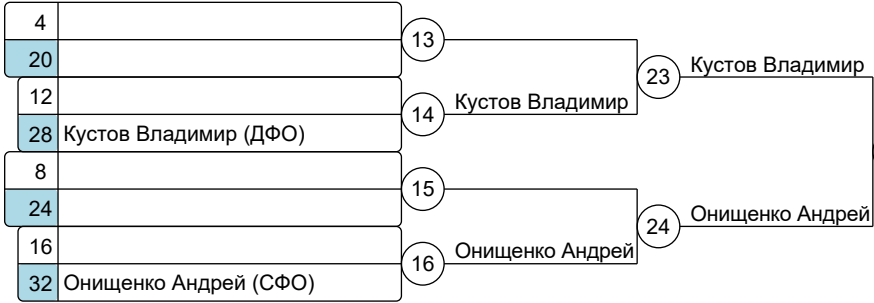 4
13
20
23 Кустов Владимир
12
14 Кустов Владимир
28 Кустов Владимир (ДФО)
8
15
24
24 Онищенко Андрей
16
16 Онищенко Андрей
32 Онищенко Андрей (СФО)